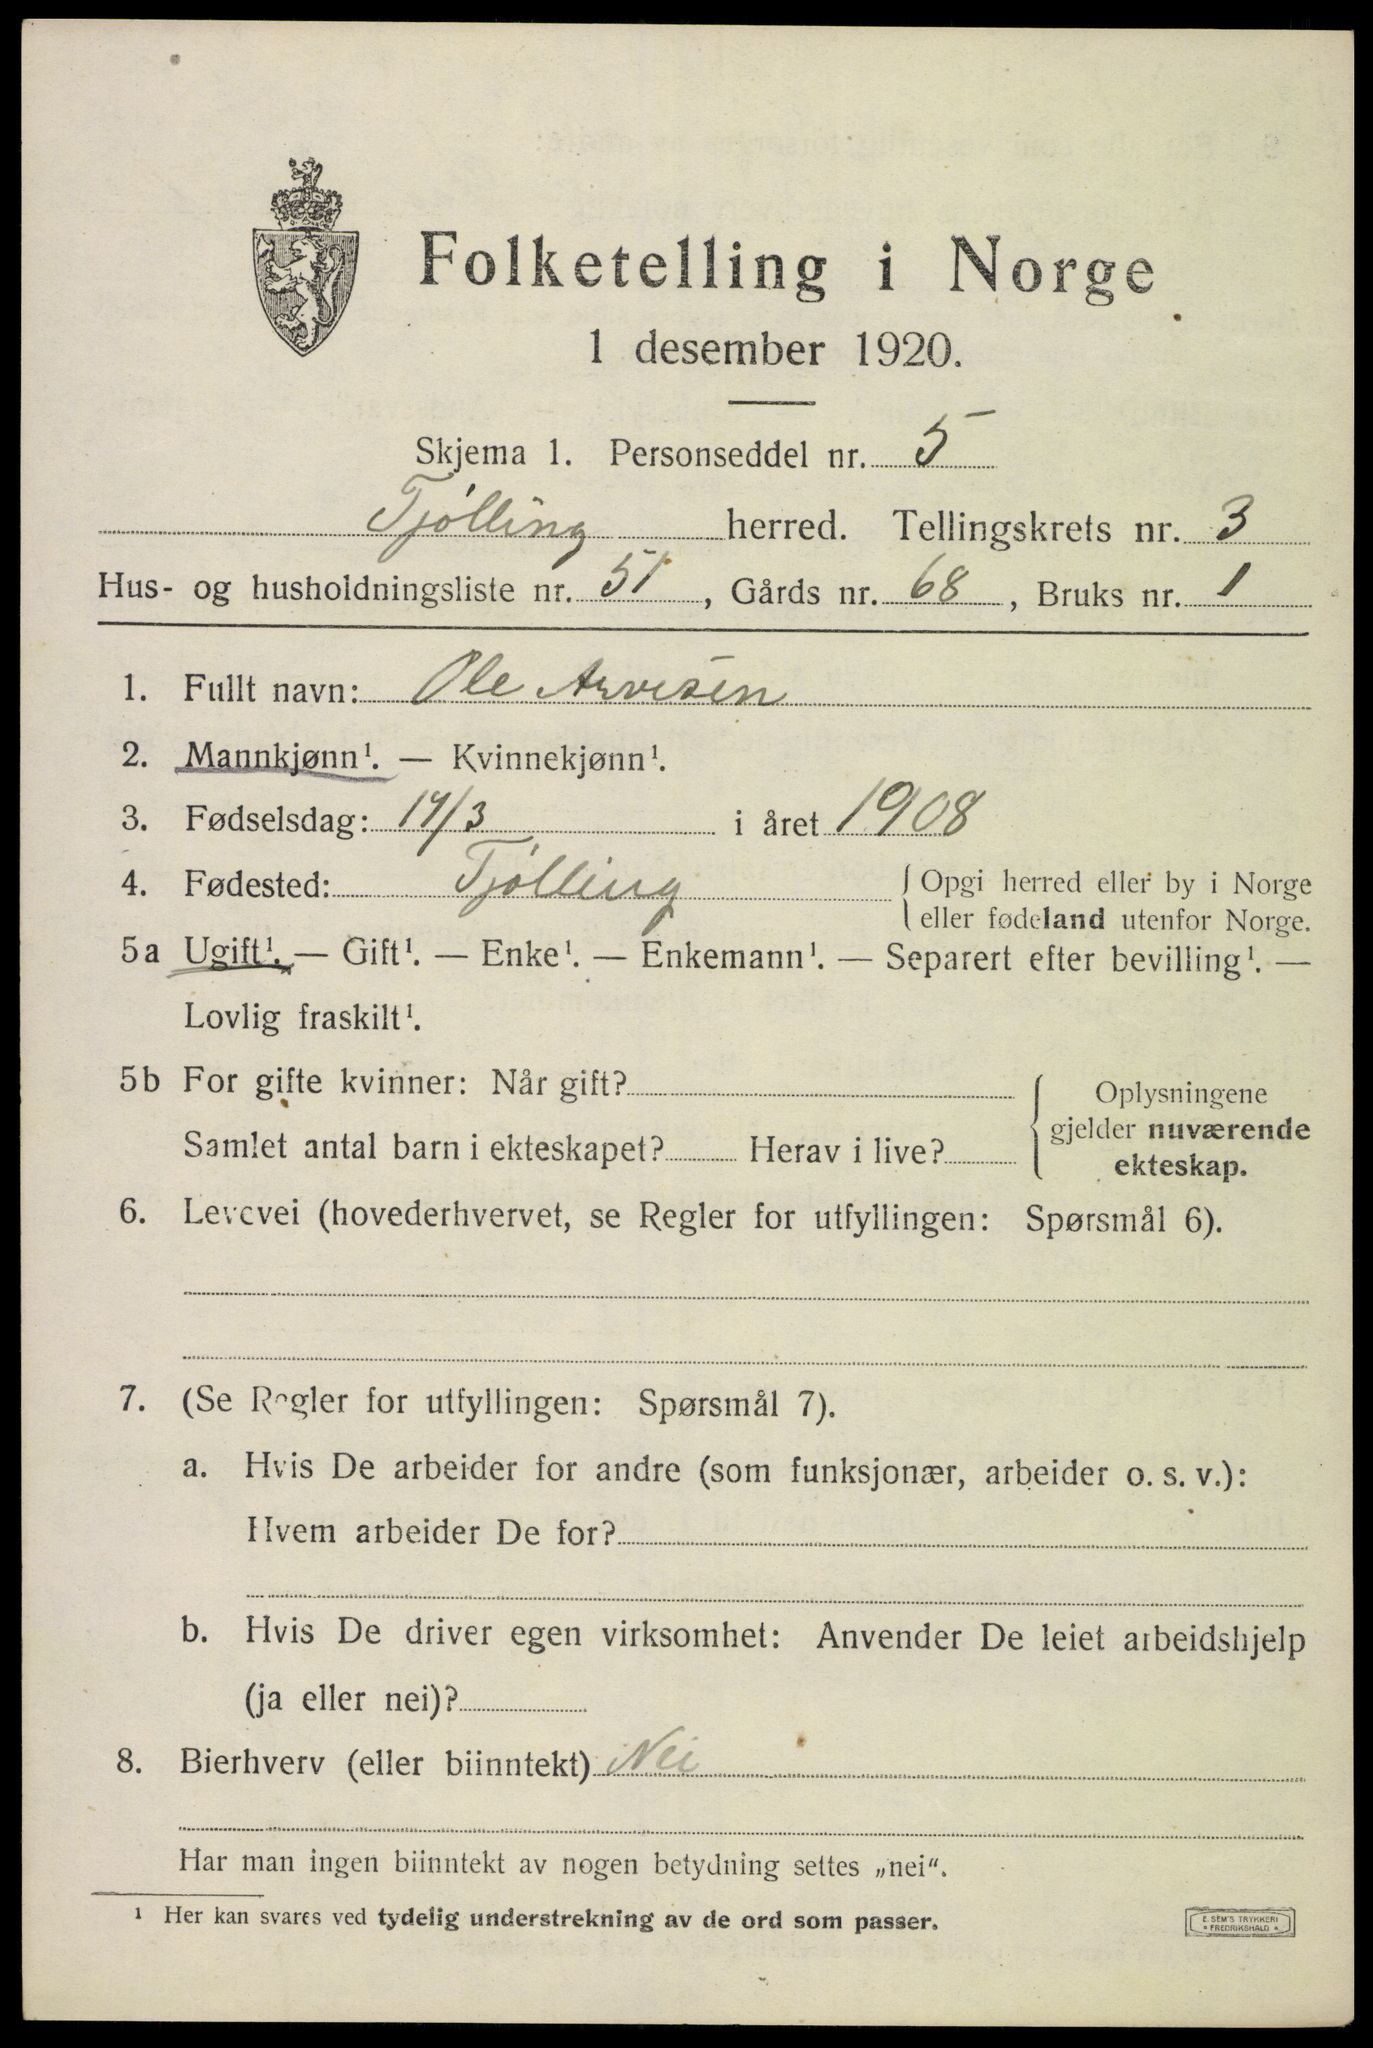 Folketelling i Norge
1 desember 1920.
Skjema 1. Personseddel nr. 5
Tjölling herred. Tellingskrets nr. 3
Hus- og husholdningsliste nr. 51, Gårds nr. 68, Bruks nr. 1
1. Fullt navn: Ole Arvesen
2. Mannkjønn¹. — Kvinnekjønn¹.
3. Fødselsdag: 17/3 i året 1908
4. Fødested: Tjölling { Opgi herred eller by i Norge
eller fødeland utenfor Norge.
5a Ugift¹. — Gift¹. — Enke¹. — Enkemann¹. — Separert efter bevilling¹. —
Lovlig fraskilt¹.
5b For gifte kvinner: Når gift?
Samlet antal barn i ekteskapet? Herav i live?
Oplysningene
gjelder nuværende
ekteskap.
6. Levevei (hovederhvervet, se Regler for utfyllingen: Spørsmål 6).
7. (Se Regler for utfyllingen: Spørsmål 7).
a. Hvis De arbeider for andre (som funksjonær, arbeider o. s. v.):
Hvem arbeider De for?
b. Hvis De driver egen virksomhet: Anvender De leiet arbeidshjelp
(ja eller nei)?
8. Bierhverv (eller biinntekt) Nei
Har man ingen biinntekt av nogen betydning settes „nei“.
¹ Her kan svares ved tydelig understrekning av de ord som passer.
E. SEM'S TRYKKERI
* FREDRIKSHALD *